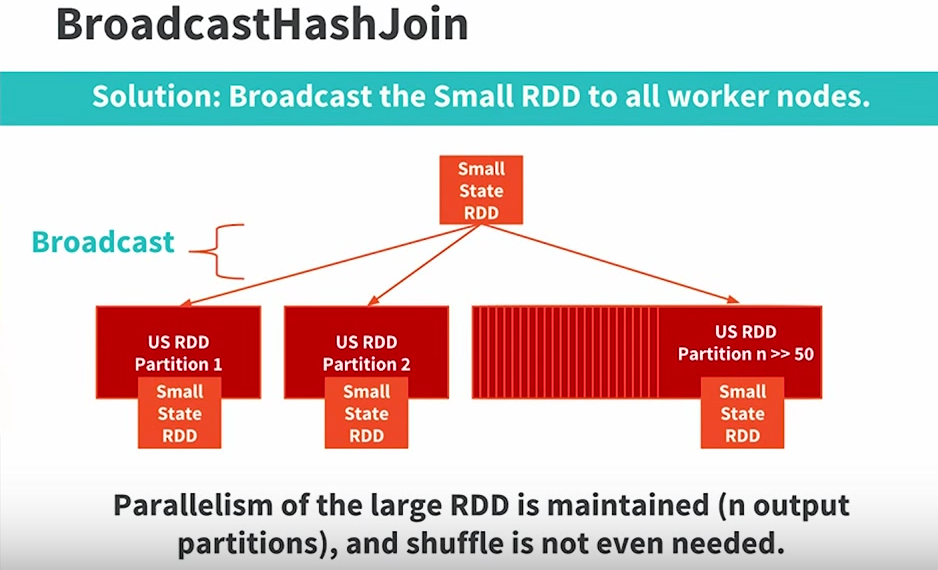 BroadcastHashJoin
Solution: Broadcast the Small RDD to all worker nodes.
Small
State
RDD
Broadcast
US RDD
Partition 1
US RDD
Partition 2
US RDD
Partition n >> 50
Small
State
RDD
Small
State
RDD
Small
State
RDD
Parallelism of the large RDD is maintained (n output
partitions), and shuffle is not even needed.